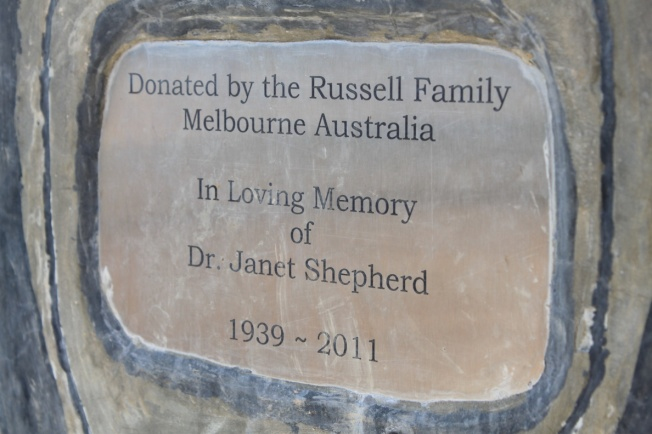 Donated by the Russell Family
Melbourne Australia
In Loving Memory
of
Dr. Janet Shepherd
1939 ~ 2011